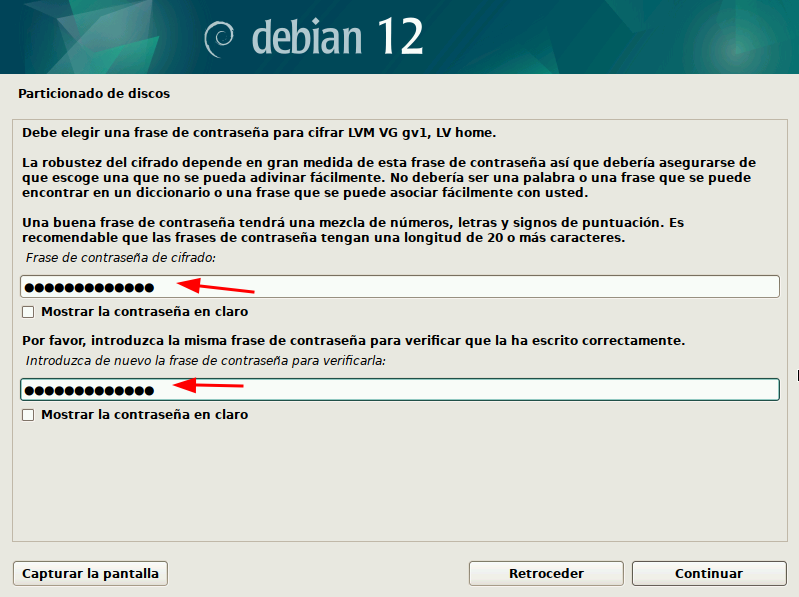 debian 12
Particionado de discos
Debe elegir una frase de contraseña para cifrar LVM VG gv1, LV home.
La robustez del cifrado depende en gran medida de esta frase de contraseña así que debería asegurarse de
que escoge una que no se pueda adivinar fácilmente. No debería ser una palabra o una frase que se puede
encontrar en un diccionario o una frase que se puede asociar fácilmente con usted.
Una buena frase de contraseña tendrá una mezcla de números, letras y signos de puntuación. Es
recomendable que las frases de contraseña tengan una longitud de 20 o más caracteres.
Frase de contraseña de cifrado:
●●●●●●●●●●●●●
Mostrar la contraseña en claro
Por favor, introduzca la misma frase de contraseña para verificar que la ha escrito correctamente.
Introduzca de nuevo la frase de contraseña para verificarla:
●●●●●●●●●●●●●
Mostrar la contraseña en claro
Capturar la pantalla
Retroceder
Continuar